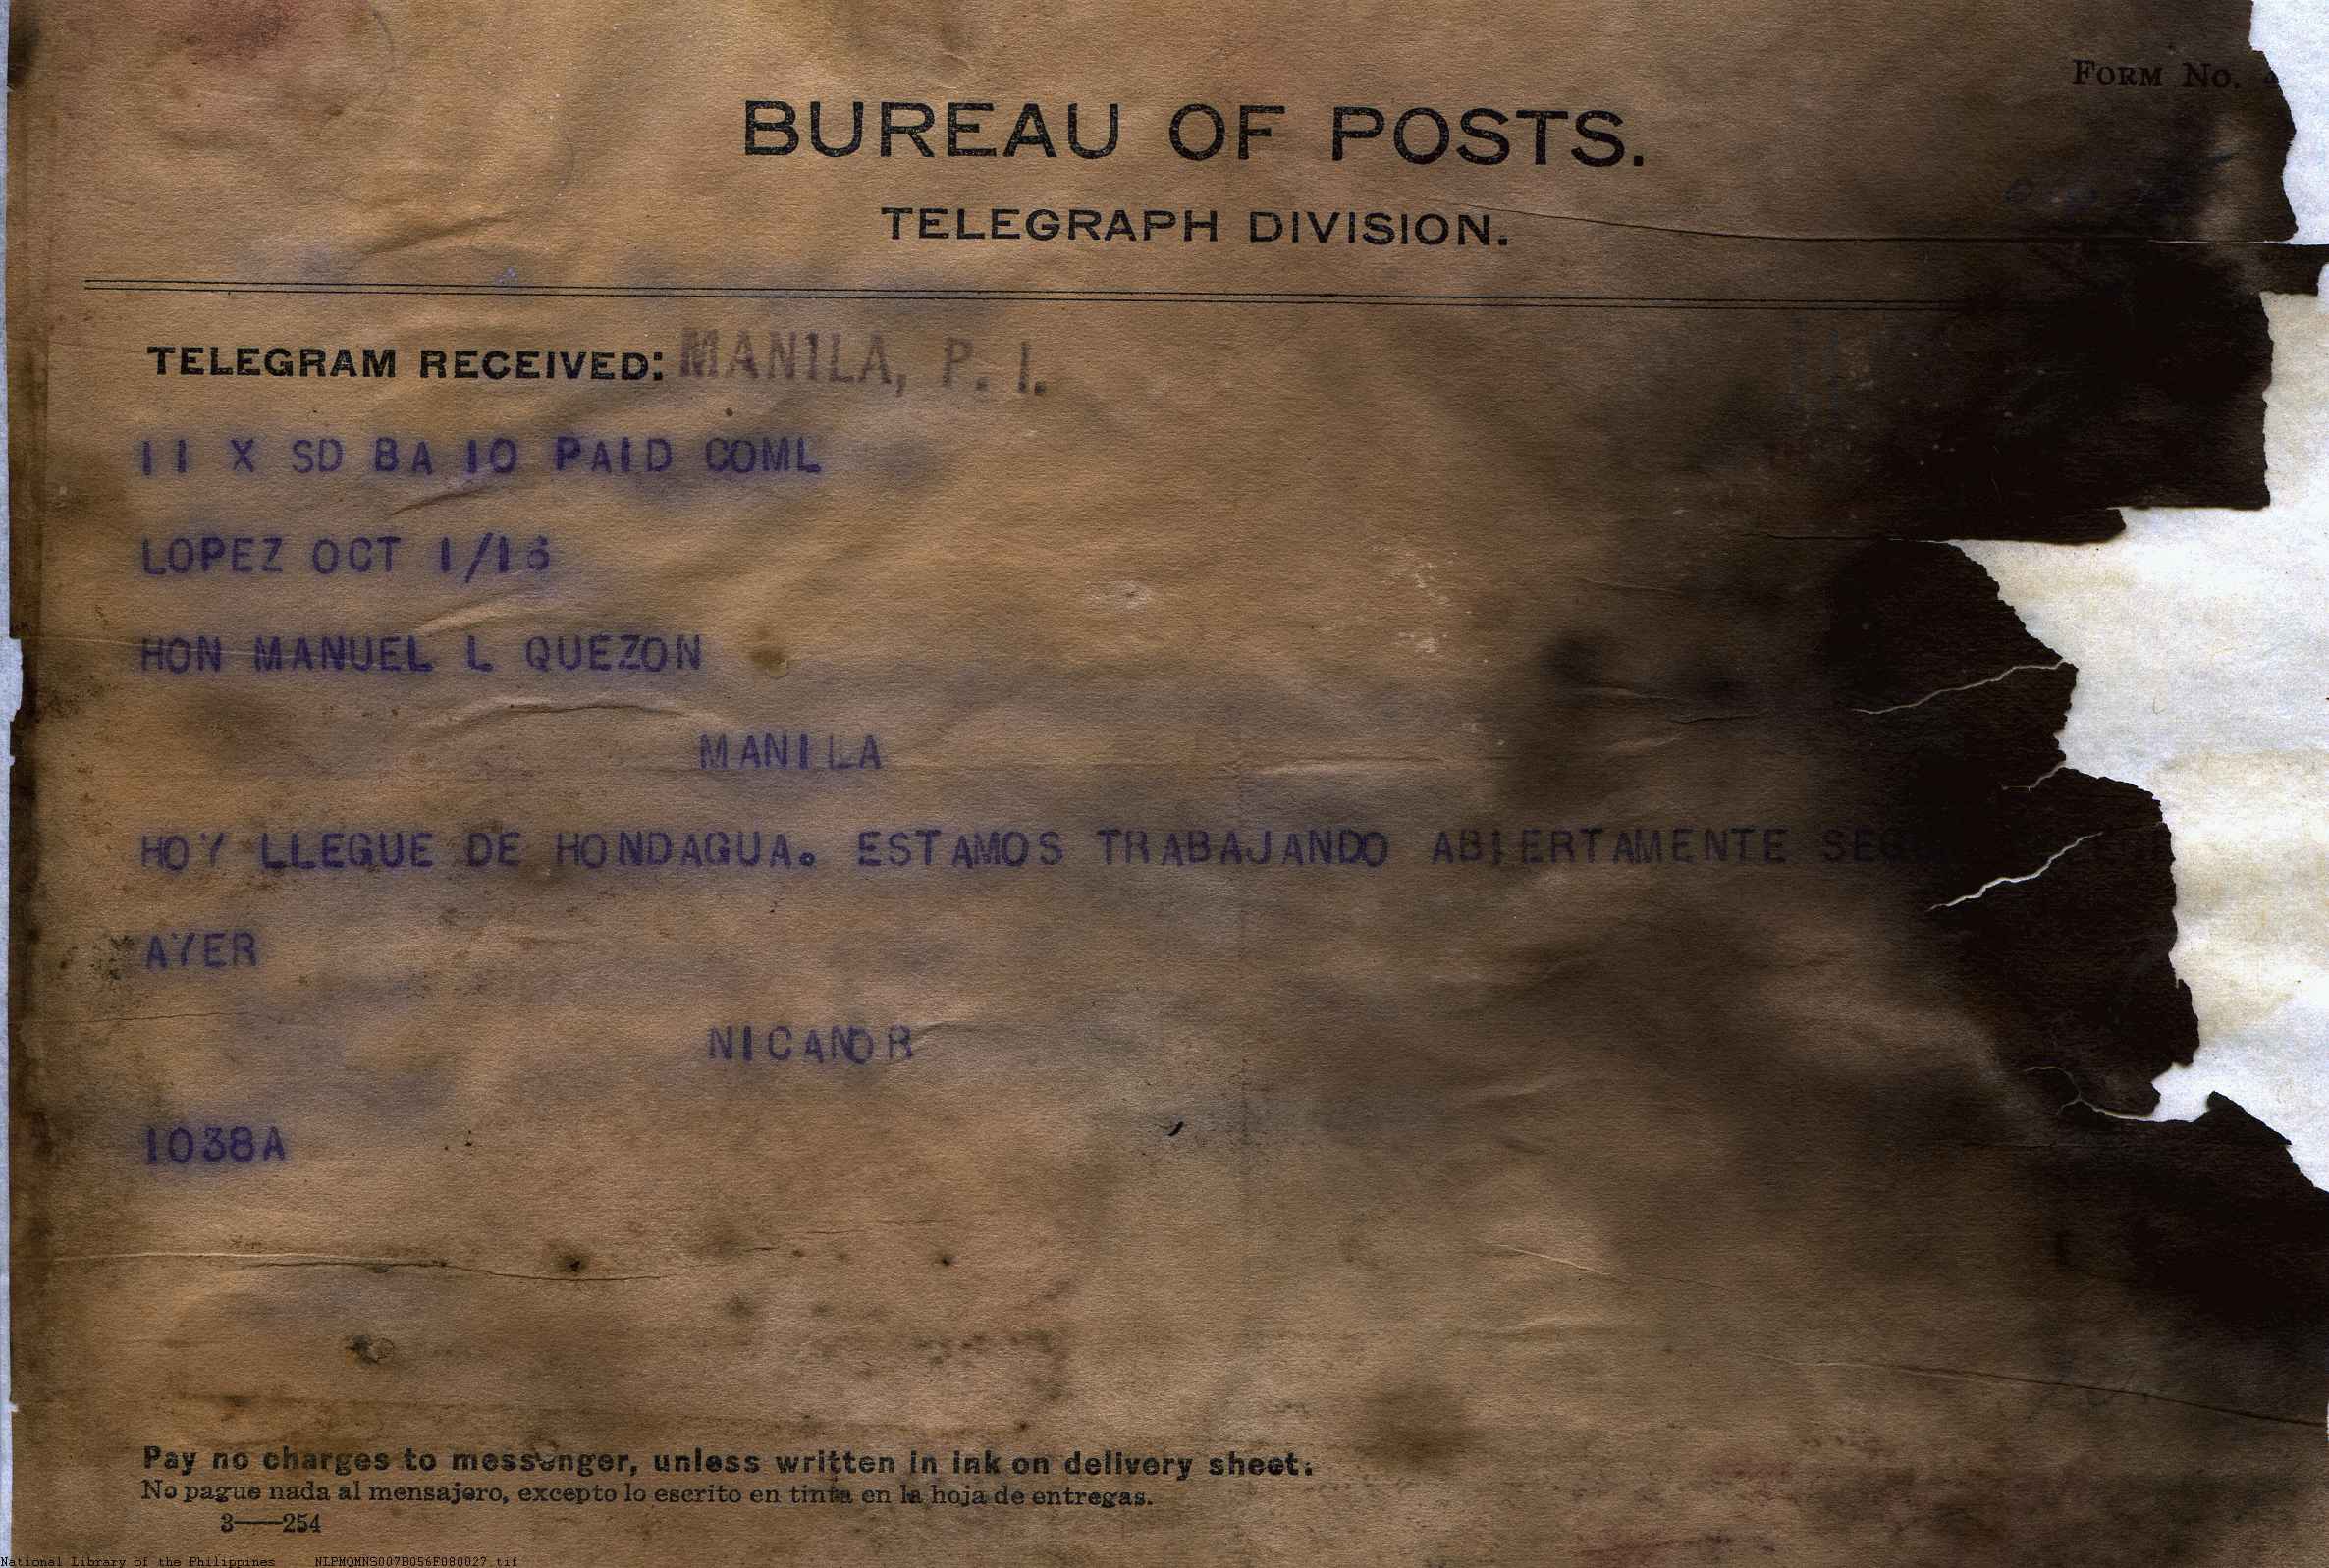 FORM No.
BUREAU OF POSTS.
TELEGRAPH DIVISION.
TELEGRAM RECEIVED: MANILA, P. I.
11 X SD BA 10 PAID COML
LOPEZ OCT 1/16
HON MANUEL L QUEZON
MANILA
HOY LLEGUE DE HONDAGUA. ESTAMOS TRABAJANDO ABIERTAMENTE
AYER
NICANOR
1038A
Pay no charges to messenger, unless written in ink on delivery sheet.
No pague nada al mensajero, excepto lo escrito en tinta en la hoja de entregas.
3—254
National Library of the Philippines NLPMQMNS007B056F080027.tif